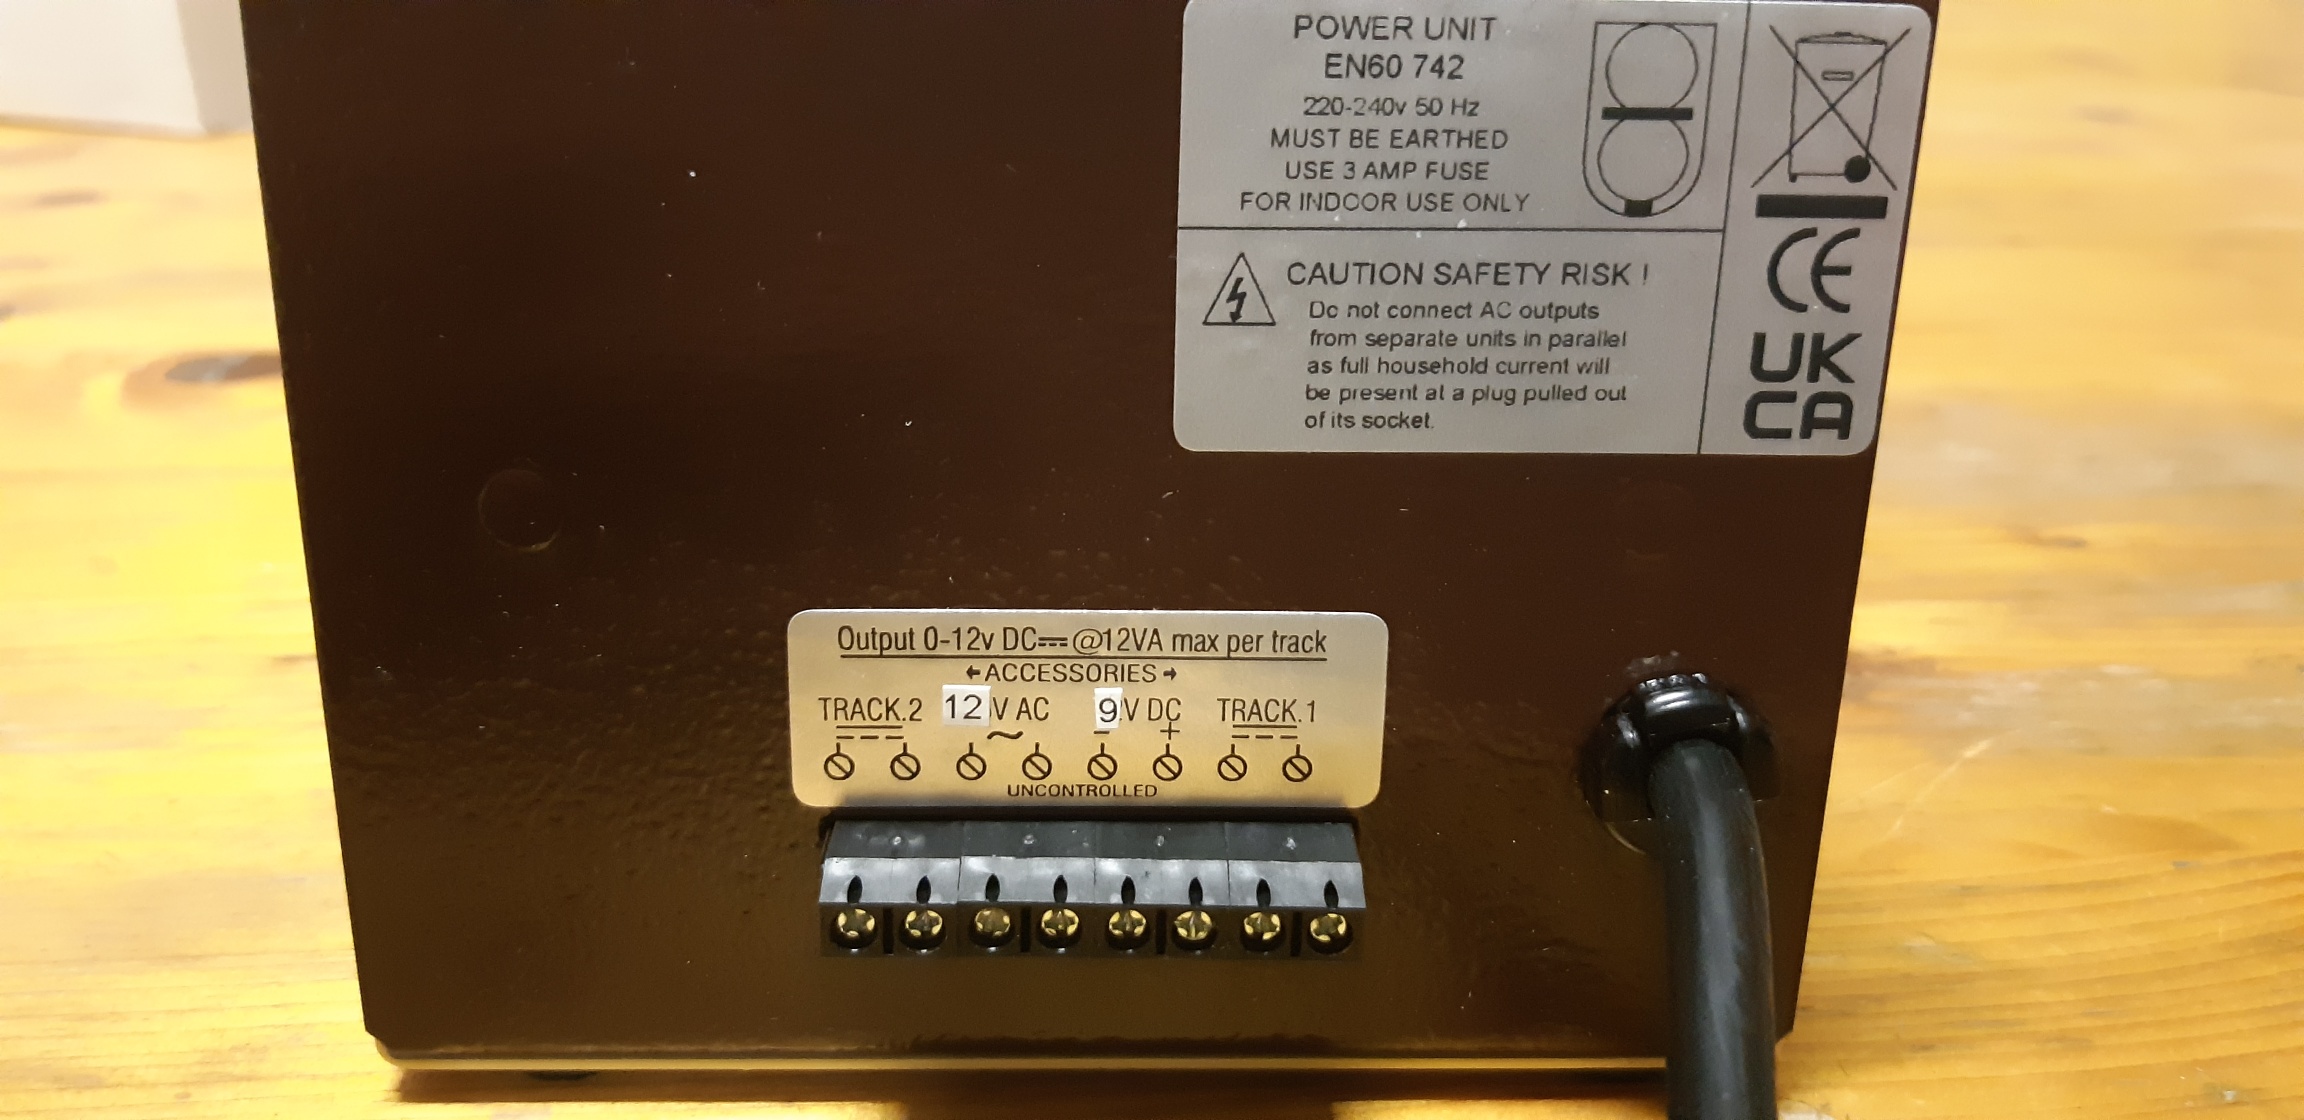 POWER UNIT
EN60 742
220-240v 50 Hz
MUST BE EARTHED
USE 3 AMP FUSE
FOR INDOOR USE ONLY
CAUTION SAFETY RISK !
Do not connect AC outputs
from separate units in parallel
as full household current will
be present at a plug pulled out
of its socket.
CE
UK
CA
Output 0-12v DC @12VA max per track
←ACCESSORIES→
TRACK.2 12 V AC 9 V DC TRACK.1
~ - +
UNCONTROLLED